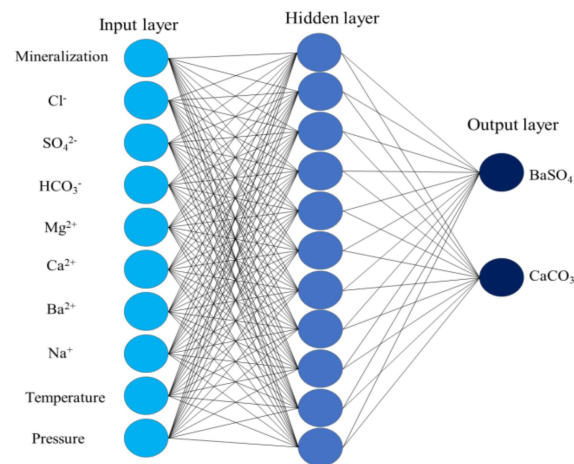 Input layer
Hidden layer
Output layer
Mineralization
Cl⁻
SO₄²⁻
HCO₃⁻
Mg²⁺
Ca²⁺
Ba²⁺
Na⁺
Temperature
Pressure
BaSO₄
CaCO₃